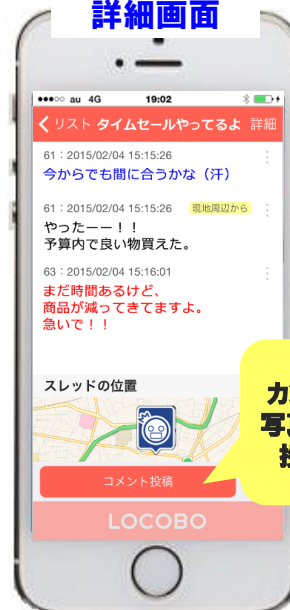 詳細画面
au 4G 19:02
リスト タイムセールやってるよ 詳細
61：2015/02/04 15:15:26
今からでも間に合うかな（汗）
61：2015/02/04 15:15:26 現地周辺から
やったーー！！
予算内で良い物買えた。
63：2015/02/04 15:16:01
まだ時間あるけど、
商品が減ってきてますよ。
急いで！！
スレッドの位置
コメント投稿
LOCOBO